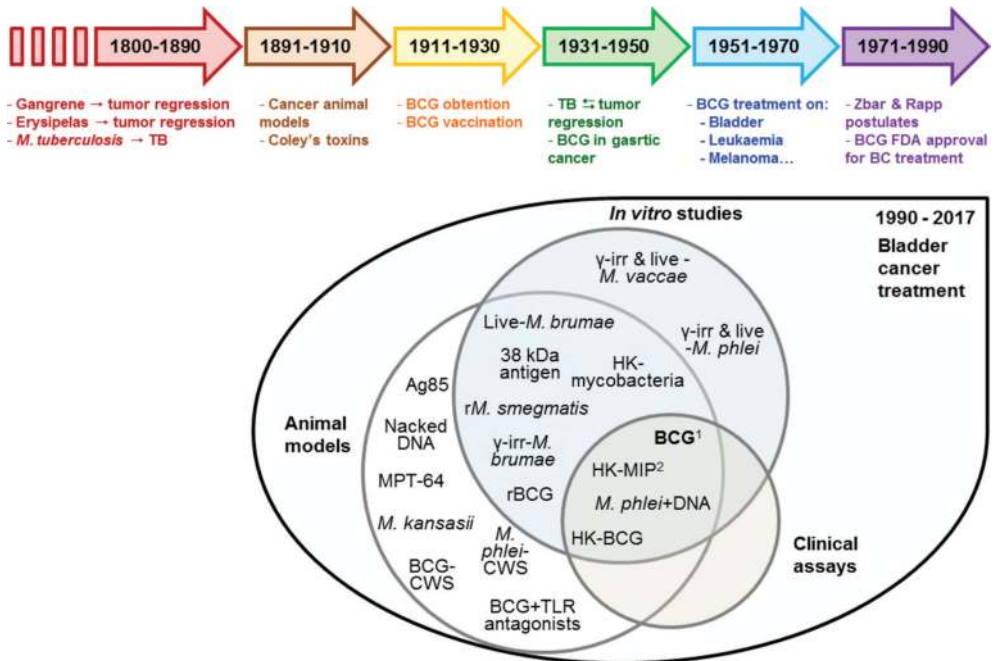 1800-1890
1891-1910
1911-1930
1931-1950
1951-1970
1971-1990
- Gangrene → tumor regression
- Erysipelas → tumor regression
- M. tuberculosis → TB
- Cancer animal
models
- Coley's toxins
- BCG obtention
- BCG vaccination
- TB ⇆ tumor
regression
- BCG in gasrtic
cancer
- BCG treatment on:
- Bladder
- Leukaemia
- Melanoma…
- Zbar & Rapp
postulates
- BCG FDA approval
for BC treatment
In vitro studies
1990 - 2017
Bladder
cancer
treatment
γ-irr & live -
M. vaccae
γ-irr & live
-M. phlei
Live-M. brumae
38 kDa
antigen
HK-
mycobacteria
Ag85
rM. smegmatis
Animal
models
Nacked
DNA
γ-irr-M.
brumae
BCG¹
HK-MIP²
MPT-64
rBCG
M. phlei+DNA
M. kansasii
HK-BCG
M.
phlei-
CWS
BCG-
CWS
Clinical
assays
BCG+TLR
antagonists